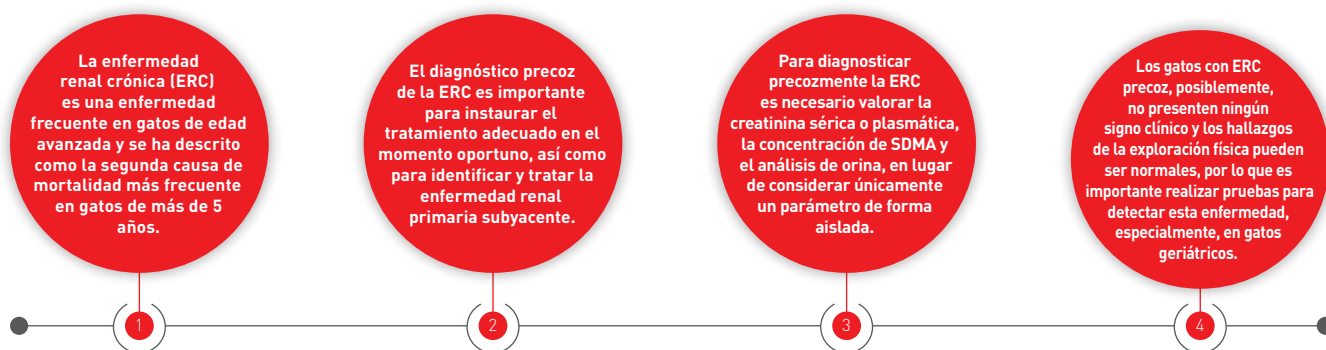 La enfermedad
renal crónica (ERC)
es una enfermedad
frecuente en gatos de edad
avanzada y se ha descrito
como la segunda causa de
mortalidad más frecuente
en gatos de más de 5
años.
El diagnóstico precoz
de la ERC es importante
para instaurar el
tratamiento adecuado en el
momento oportuno, así como
para identificar y tratar la
enfermedad renal
primaria subyacente.
Para diagnosticar
precozmente la ERC
es necesario valorar la
creatinina sérica o plasmática,
la concentración de SDMA y
el análisis de orina, en lugar
de considerar únicamente
un parámetro de forma
aislada.
Los gatos con ERC
precoz, posiblemente,
no presenten ningún
signo clínico y los hallazgos
de la exploración física pueden
ser normales, por lo que es
importante realizar pruebas para
detectar esta enfermedad,
especialmente, en gatos
geriátricos.
1
2
3
4